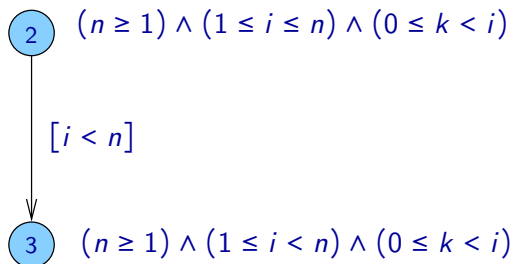 2 (n ≥ 1) ∧ (1 ≤ i ≤ n) ∧ (0 ≤ k < i)
[i < n]
3 (n ≥ 1) ∧ (1 ≤ i < n) ∧ (0 ≤ k < i)